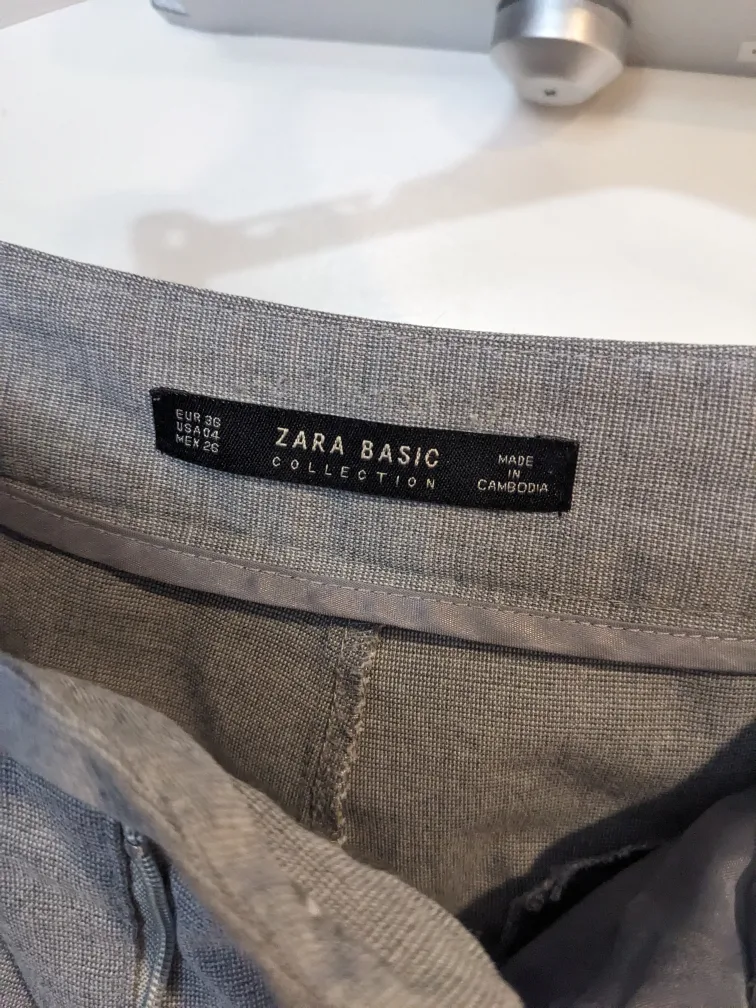 EUR 36
USA 04
MEX 26
ZARA BASIC
COLLECTION
MADE
IN
CAMBODIA